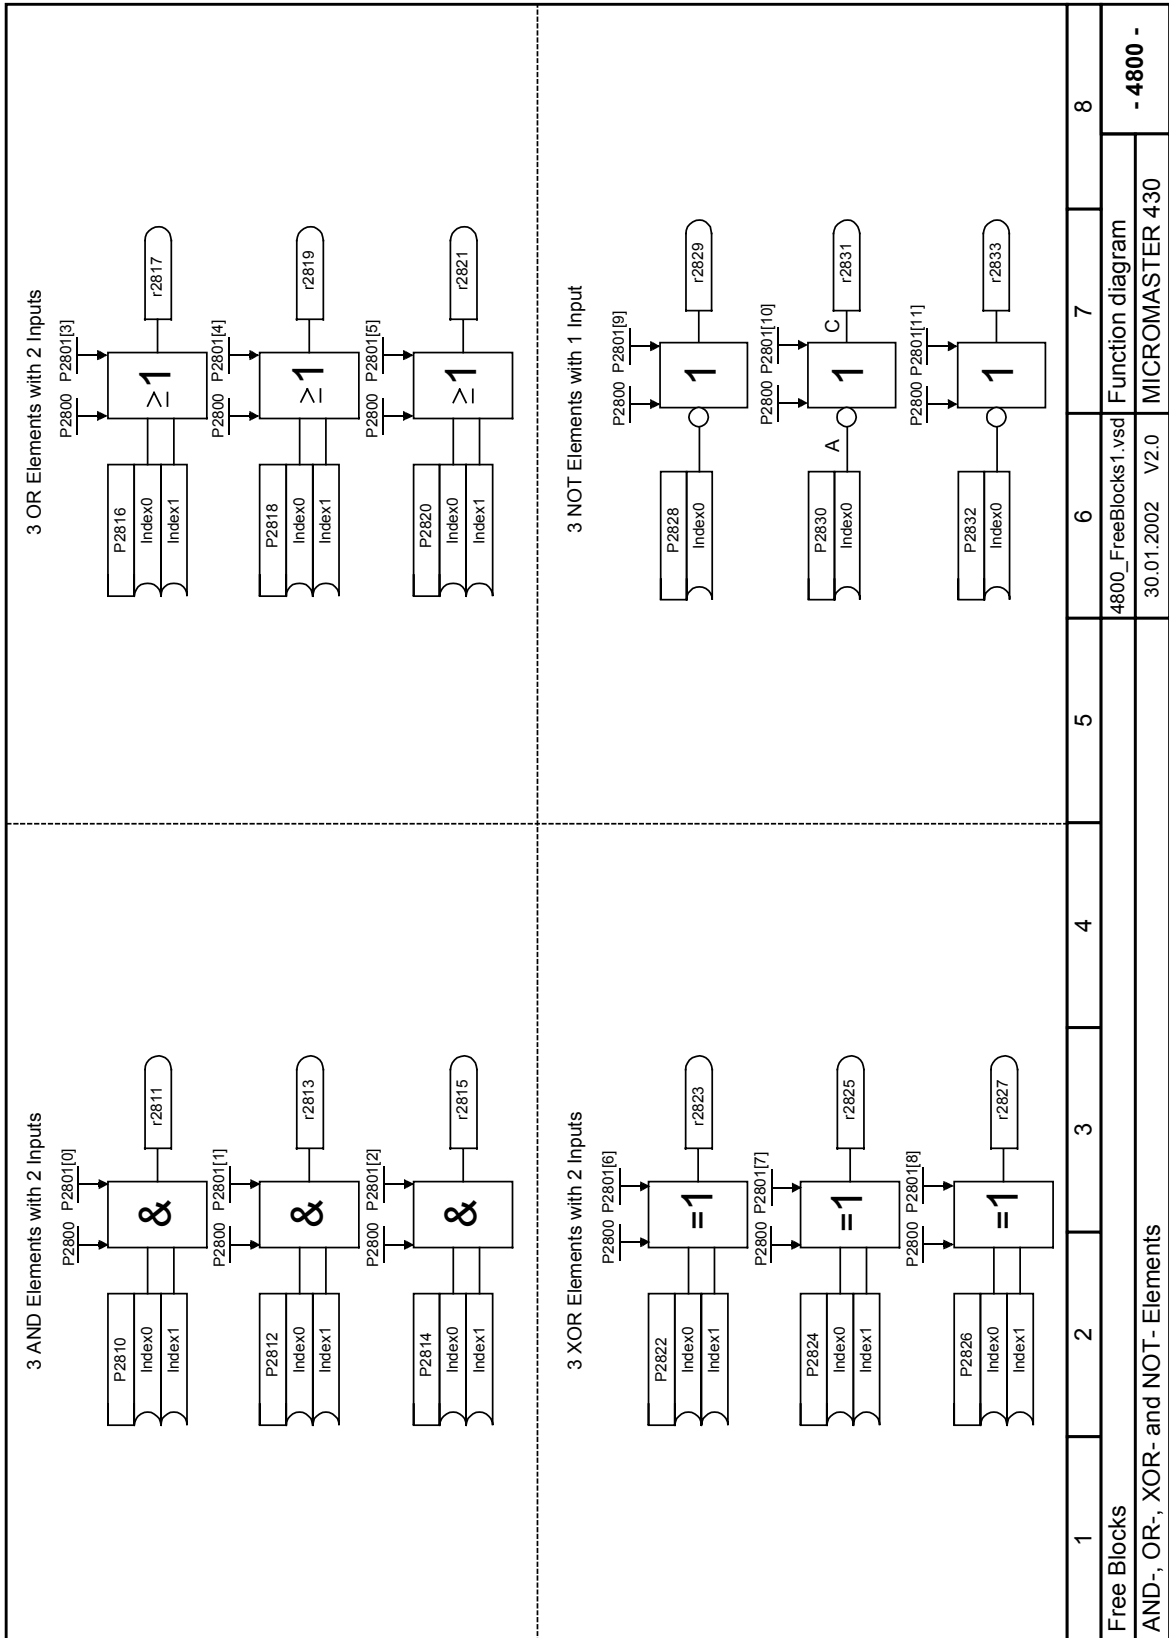 3 AND Elements with 2 Inputs
P2800 P2801[0]
P2810
Index0
Index1
&
r2811
P2800 P2801[1]
P2812
Index0
Index1
&
r2813
P2800 P2801[2]
P2814
Index0
Index1
&
r2815
3 OR Elements with 2 Inputs
P2800 P2801[3]
P2816
Index0
Index1
≥1
r2817
P2800 P2801[4]
P2818
Index0
Index1
≥1
r2819
P2800 P2801[5]
P2820
Index0
Index1
≥1
r2821
3 XOR Elements with 2 Inputs
P2800 P2801[6]
P2822
Index0
Index1
=1
r2823
P2800 P2801[7]
P2824
Index0
Index1
=1
r2825
P2800 P2801[8]
P2826
Index0
Index1
=1
r2827
3 NOT Elements with 1 Input
P2800 P2801[9]
P2828
Index0
1
r2829
P2800 P2801[10]
P2830
Index0
A
1
C
r2831
P2800 P2801[11]
P2832
Index0
1
r2833
1 2 3 4 5 6 7 8
Free Blocks 4800_FreeBlocks1.vsd Function diagram - 4800 -
AND-, OR-, XOR- and NOT- Elements 30.01.2002 V2.0 MICROMASTER 430